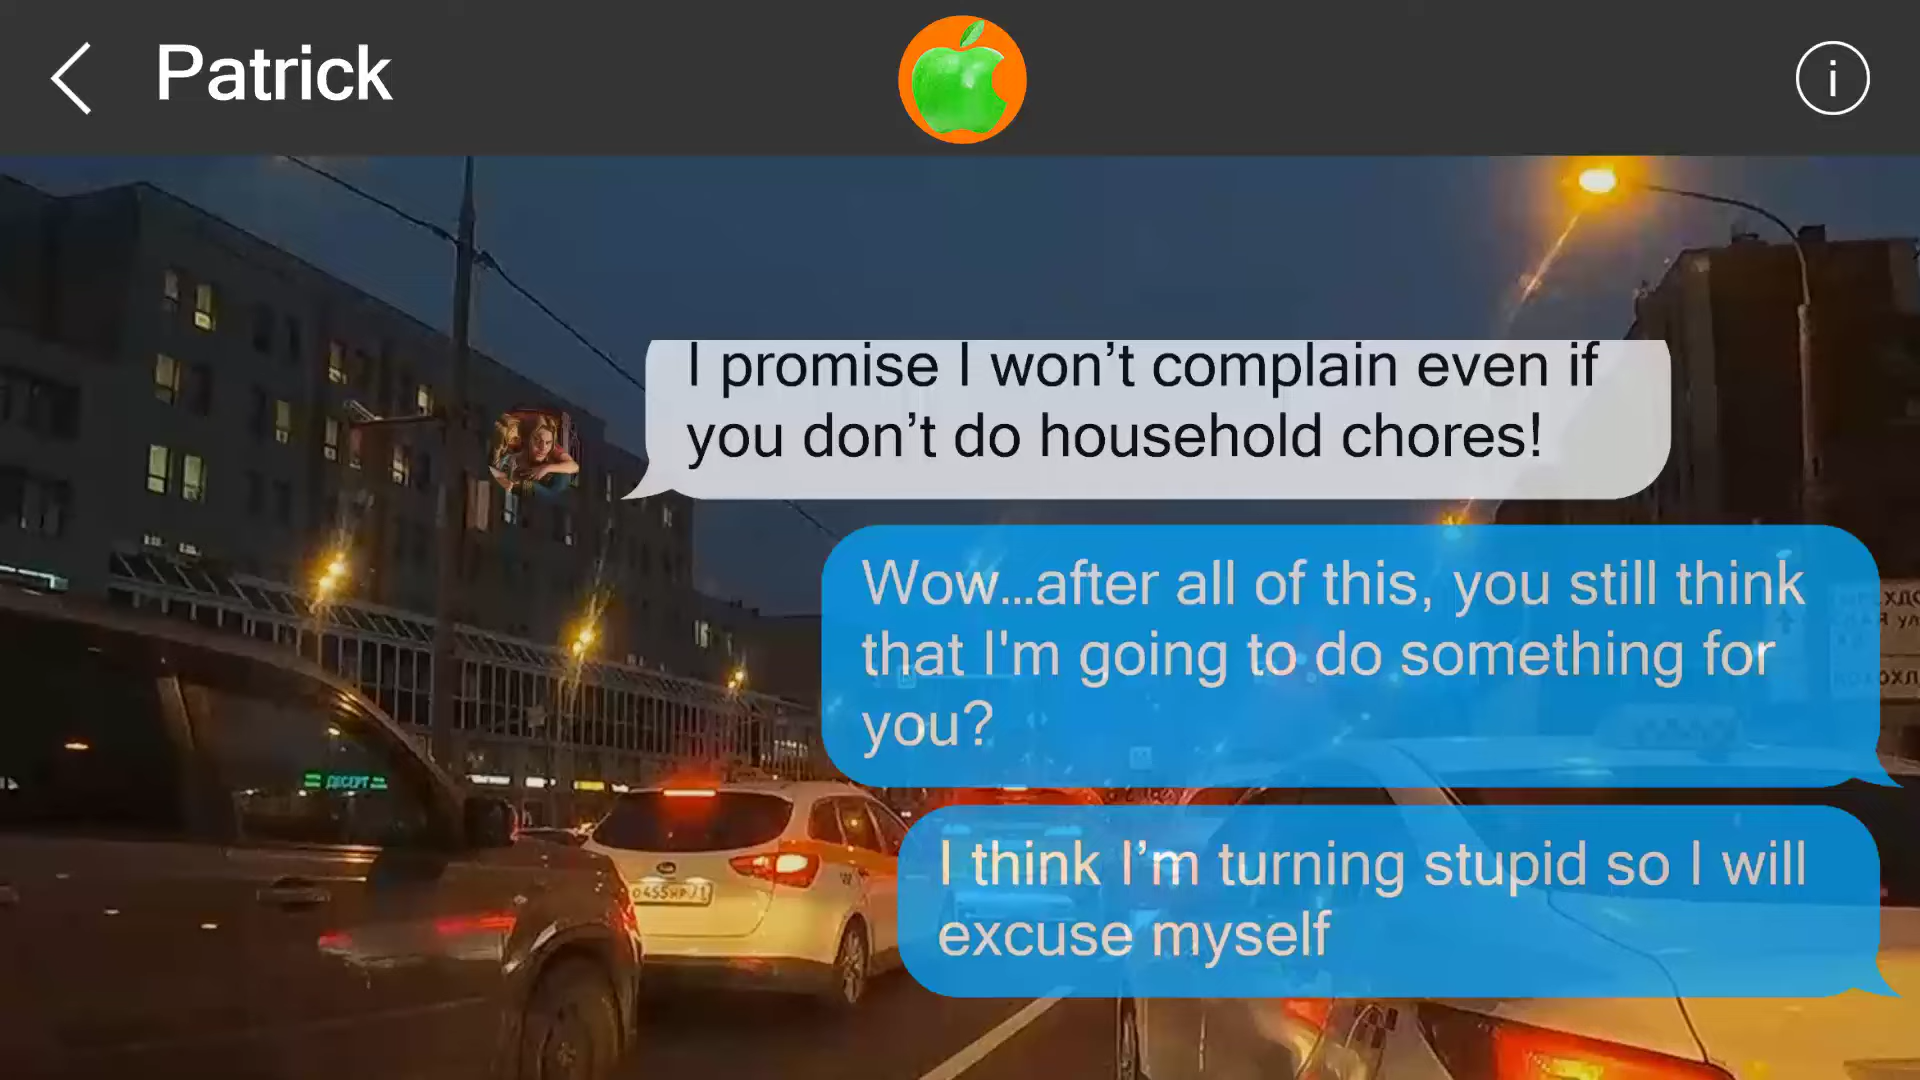 Patrick
i
I promise I won’t complain even if
you don’t do household chores!
Wow...after all of this, you still think
that I'm going to do something for
you?
I think I’m turning stupid so I will
excuse myself